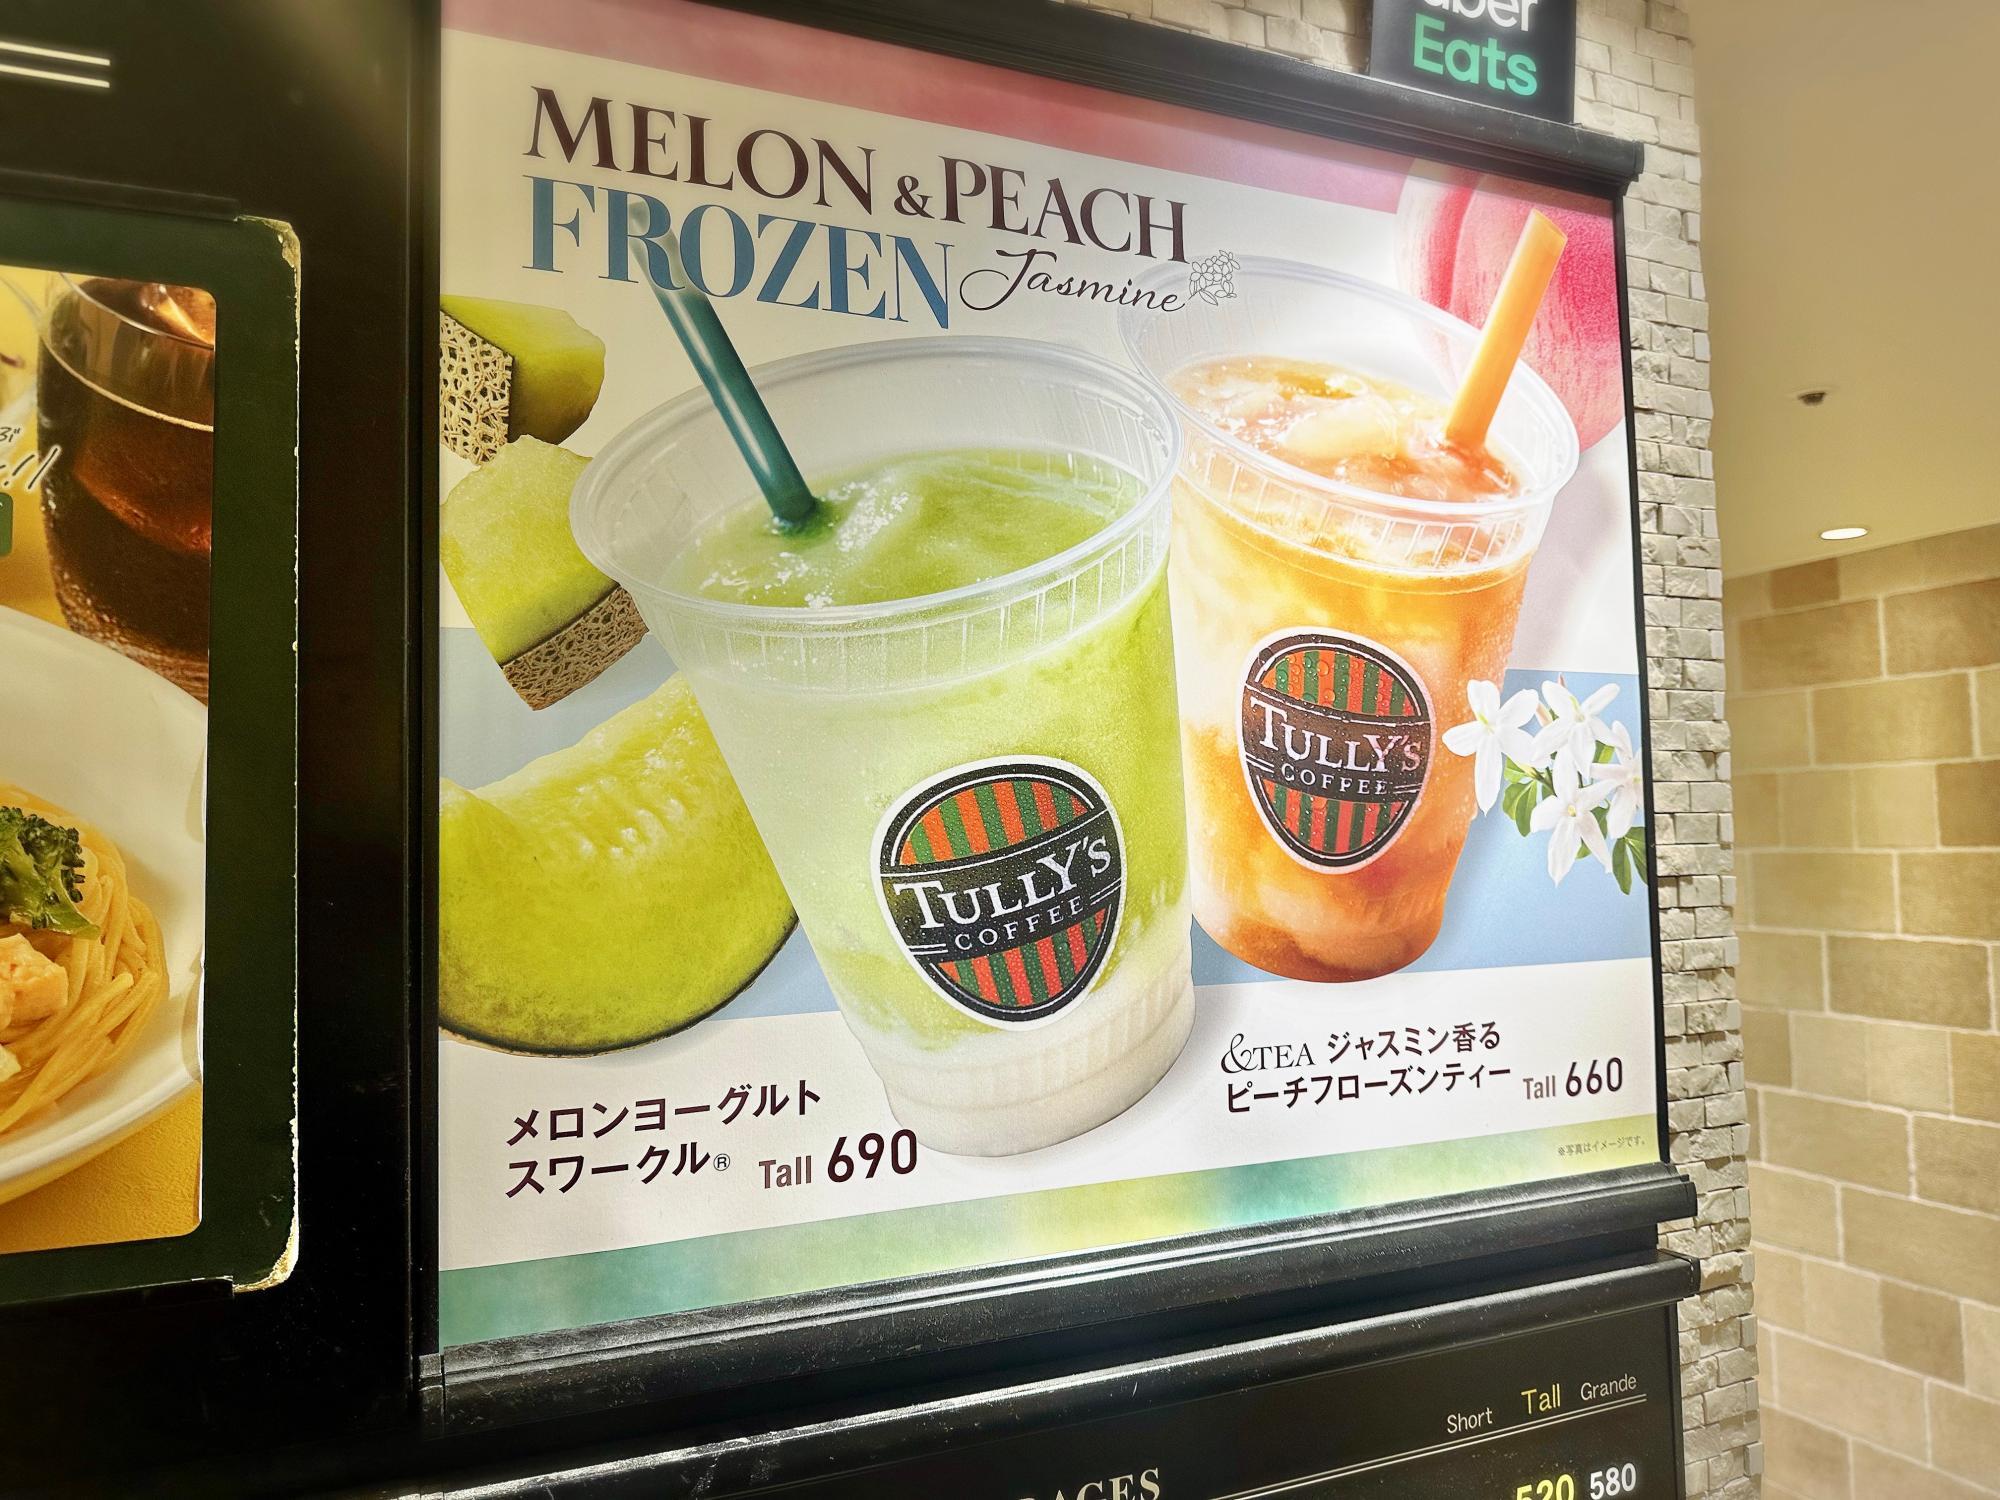 Uber
Eats
MELON & PEACH
FROZEN Jasmine
TULLY'S
COFFEE
TULLY'S
COFFEE
メロンヨーグルト
スワークル® Tall 690
&TEA ジャスミン香る
ピーチフローズンティー Tall 660
※写真はイメージです。
Short Tall Grande
520 580